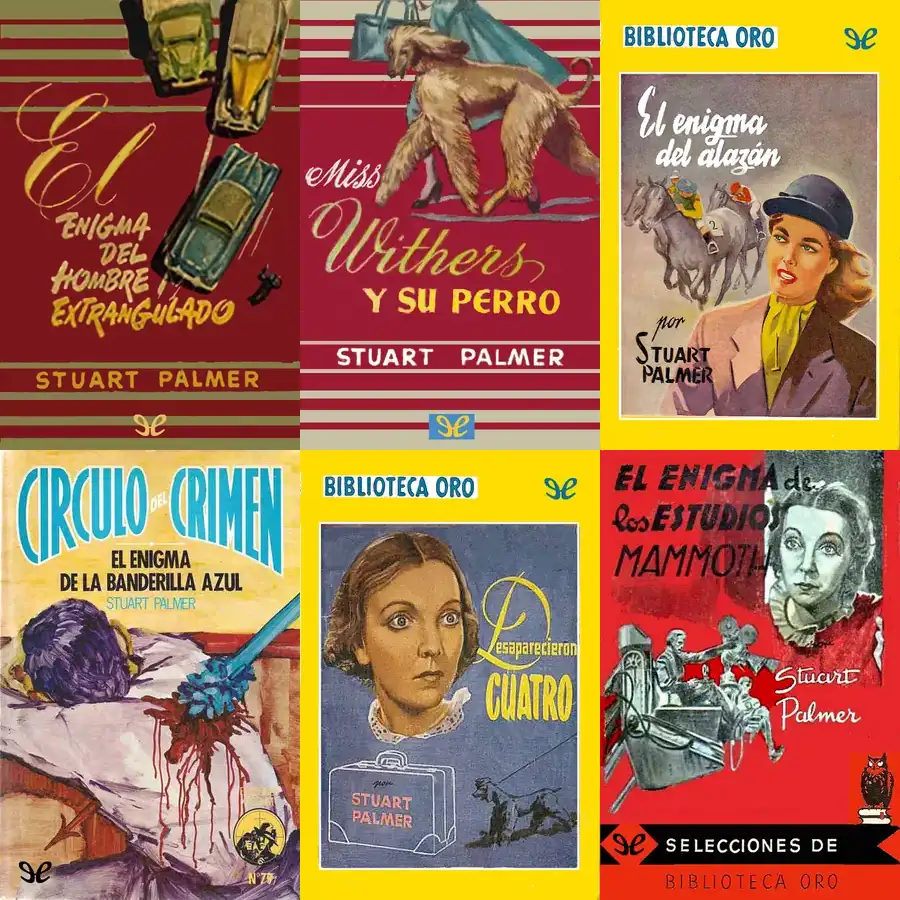 El
ENIGMA
DEL
HOMBRE
EXTRANGULADO
STUART PALMER
Miss
Withers
Y SU PERRO
STUART PALMER
BIBLIOTECA ORO
El enigma
del alazán
por
STUART
PALMER
2
CIRCULO DEL CRIMEN
EL ENIGMA
DE LA BANDERILLA AZUL
STUART PALMER
BIBLIOTECA ORO
Desaparecieron
CUATRO
por
STUART
PALMER
EL ENIGMA de
los ESTUDIOS
MAMMOTH
Stuart
Palmer
SELECCIONES DE
BIBLIOTECA ORO